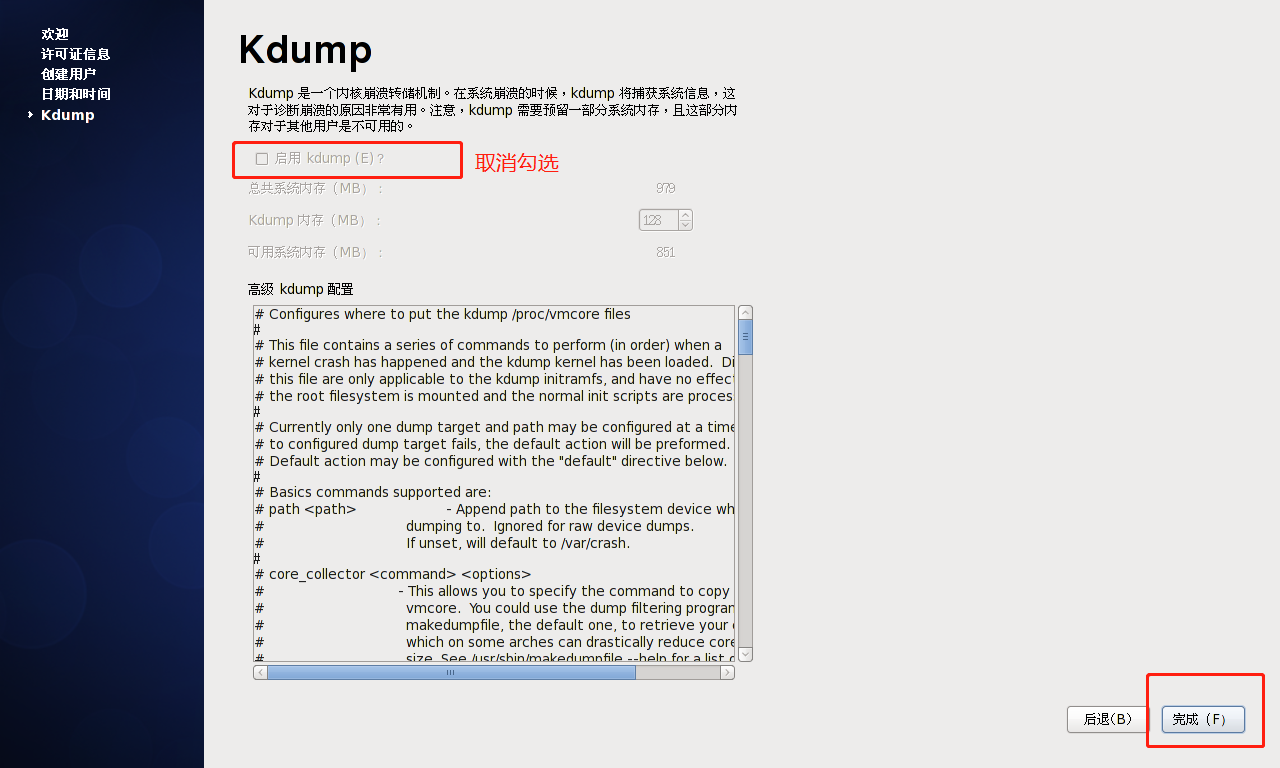 欢迎
许可证信息
创建用户
日期和时间
Kdump
Kdump
Kdump 是一个内核崩溃转储机制。在系统崩溃的时候，kdump 将捕获系统信息，这
对于诊断崩溃的原因非常有用。注意，kdump 需要预留一部分系统内存，且这部分内
存对于其他用户是不可用的。
启用 kdump (E)？
取消勾选
总共系统内存（MB）： 979
Kdump 内存（MB）： 128
可用系统内存（MB）： 851
高级 kdump 配置
# Configures where to put the kdump /proc/vmcore files
#
# This file contains a series of commands to perform (in order) when a
# kernel crash has happened and the kdump kernel has been loaded.  Di
# this file are only applicable to the kdump initramfs, and have no effec
# the root filesystem is mounted and the normal init scripts are proces
#
# Currently only one dump target and path may be configured at a time
# to configured dump target fails, the default action will be preformed.
# Default action may be configured with the "default" directive below.
#
# Basics commands supported are:
# path <path> - Append path to the filesystem device wh
# dumping to.  Ignored for raw device dumps.
# If unset, will default to /var/crash.
#
# core_collector <command> <options>
# - This allows you to specify the command to copy
# vmcore.  You could use the dump filtering program
# makedumpfile, the default one, to retrieve your
# which on some arches can drastically reduce core
# size. See /usr/sbin/makedumpfile --help for a list
后退(B)
完成（F）